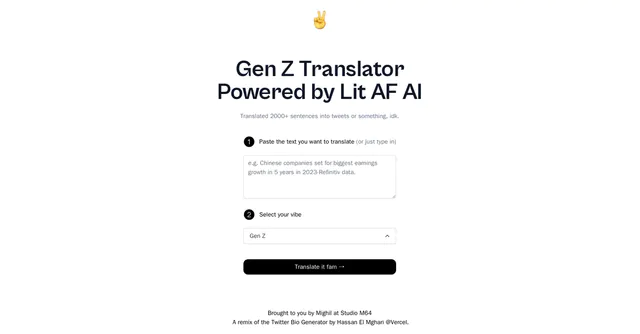 Gen Z Translator
Powered by Lit AF AI
Translated 2000+ sentences into tweets or something, idk.
1 Paste the text you want to translate (or just type in)
e.g. Chinese companies set for biggest earnings
growth in 5 years in 2023-Refinitiv data.
2 Select your vibe
Gen Z
Translate it fam →
Brought to you by Mighil at Studio M64
A remix of the Twitter Bio Generator by Hassan El Mghari @Vercel.